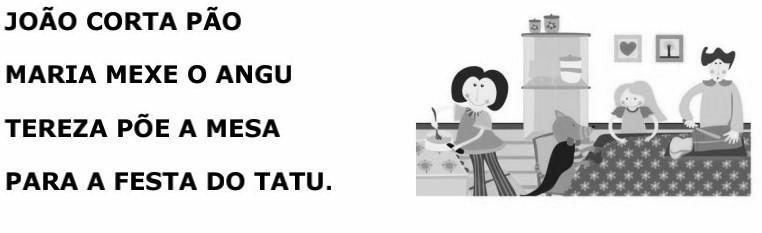 JOÃO CORTA PÃO
MARIA MEXE O ANGU
TEREZA PÕE A MESA
PARA A FESTA DO TATU.